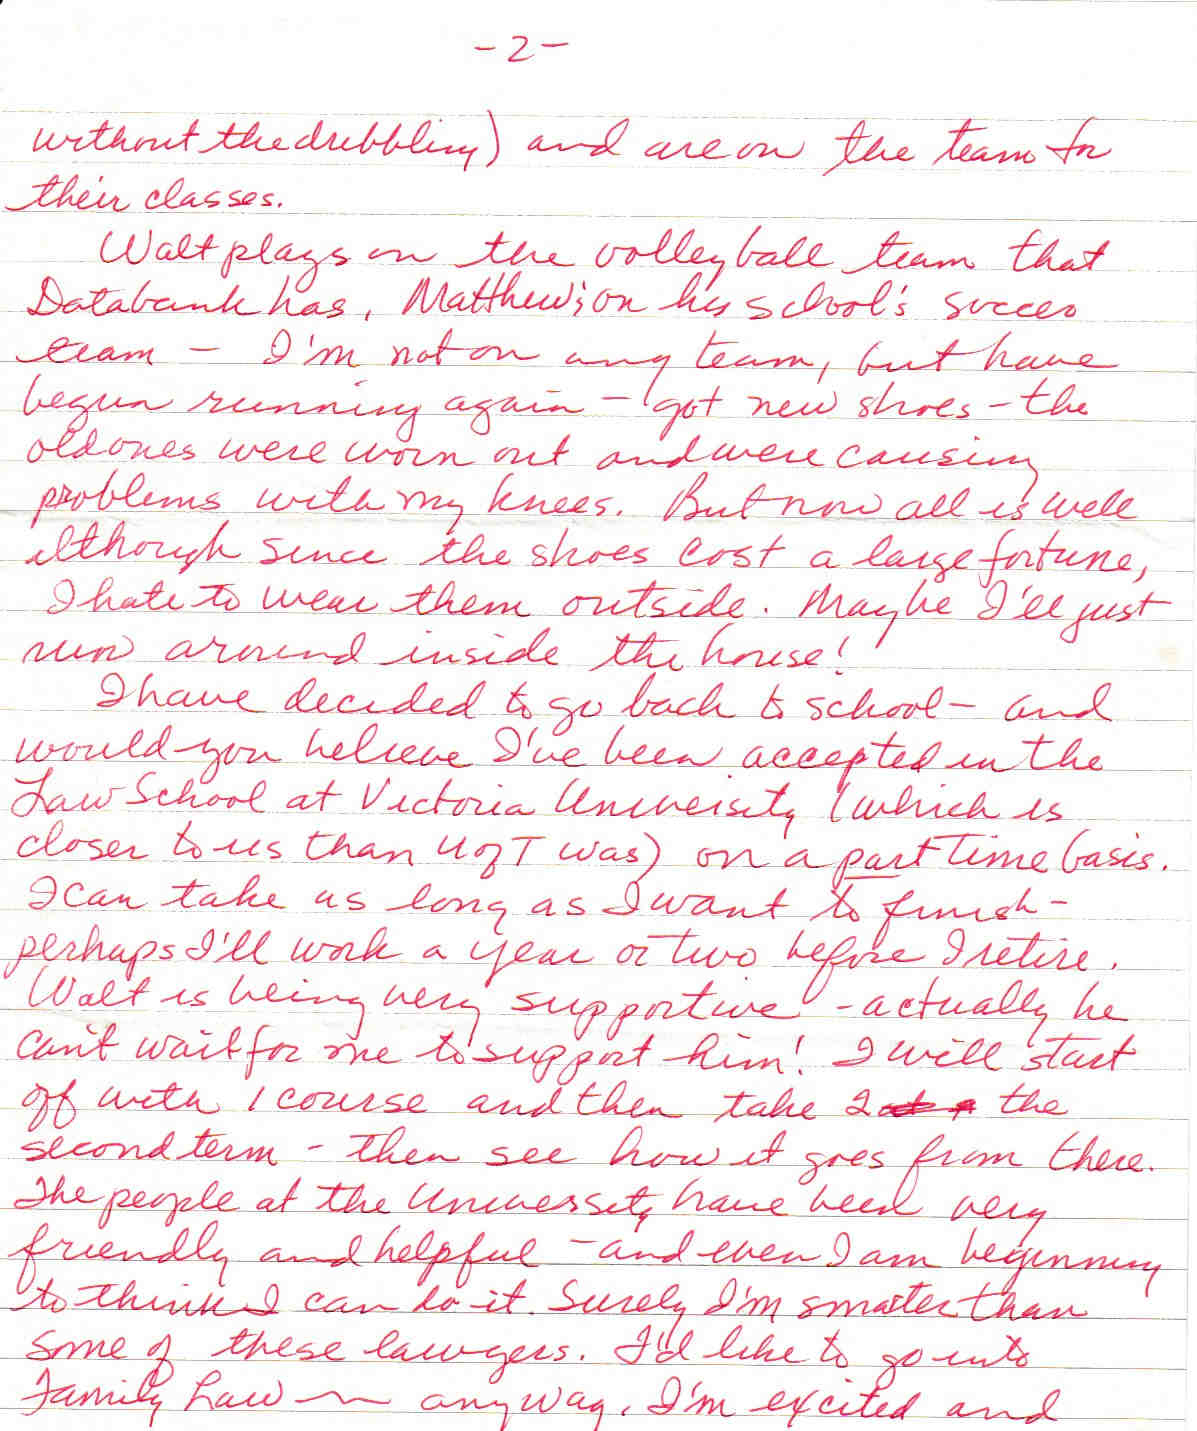 - 2 -
without the dribbling) and are on the team for
their classes.
Walt plays on the volleyball team that
Databank has, Matthew's on his school's soccer
team - I'm not on any team, but have
begun running again - got new shoes - the
old ones were worn out and were causing
problems with my knees. But now all is well
although since the shoes cost a large fortune,
I hate to wear them outside. Maybe I'll just
run around inside the house!
I have decided to go back to school - and
would you believe I've been accepted in the
Law School at Victoria University (which is
closer to us than U of T was) on a part time basis.
I can take as long as I want to finish -
perhaps I'll work a year or two before I retire.
Walt is being very supportive - actually he
can't wait for me to support him! I will start
off with 1 course and then take 2 the
second term - then see how it goes from there.
The people at the University have been very
friendly and helpful - and even I am beginning
to think I can do it. Surely I'm smarter than
some of these lawyers. I'd like to go into
Family Law - anyway, I'm excited and